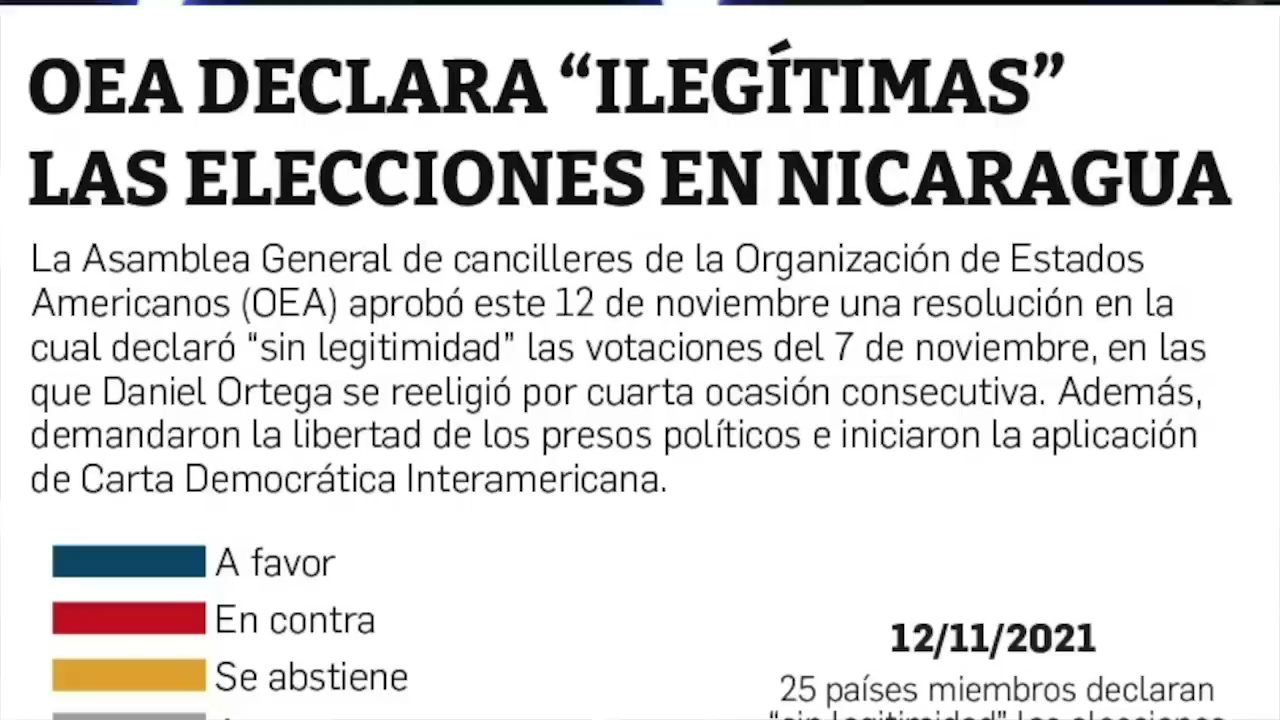 OEA DECLARA “ILEGÍTIMAS”
LAS ELECCIONES EN NICARAGUA
La Asamblea General de cancilleres de la Organización de Estados
Americanos (OEA) aprobó este 12 de noviembre una resolución en la
cual declaró “sin legitimidad” las votaciones del 7 de noviembre, en las
que Daniel Ortega se reeligió por cuarta ocasión consecutiva. Además,
demandaron la libertad de los presos políticos e iniciaron la aplicación
de Carta Democrática Interamericana.
A favor
En contra
Se abstiene
12/11/2021
25 países miembros declaran
“sin legitimidad” las elecciones